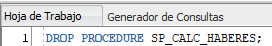 Hoja de Trabajo Generador de Consultas
1 DROP PROCEDURE SP_CALC_HABERES;